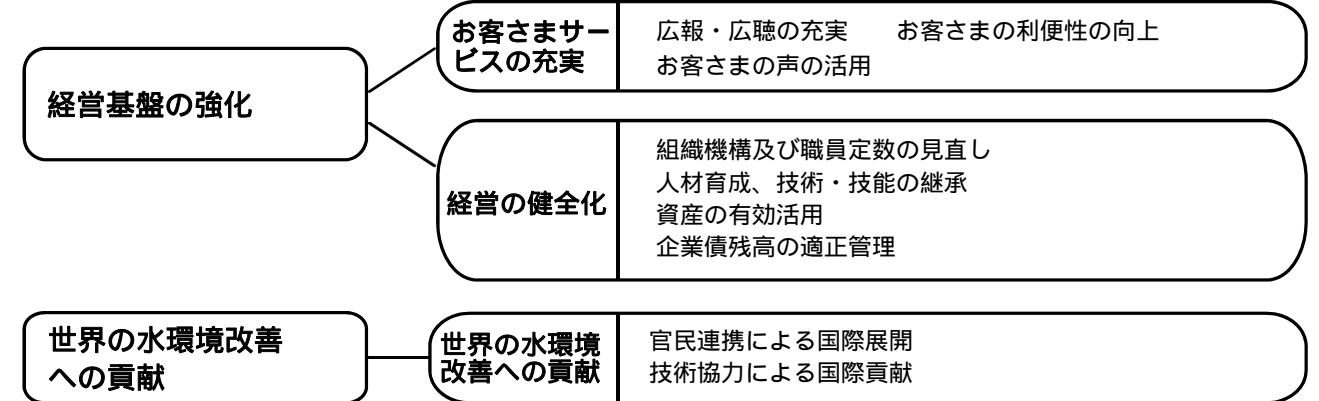 経営基盤の強化
お客さまサー
ビスの充実
広報・広聴の充実　　お客さまの利便性の向上
お客さまの声の活用
経営の健全化
組織機構及び職員定数の見直し
人材育成、技術・技能の継承
資産の有効活用
企業債残高の適正管理
世界の水環境改善
への貢献
世界の水環境
改善への貢献
官民連携による国際展開
技術協力による国際貢献